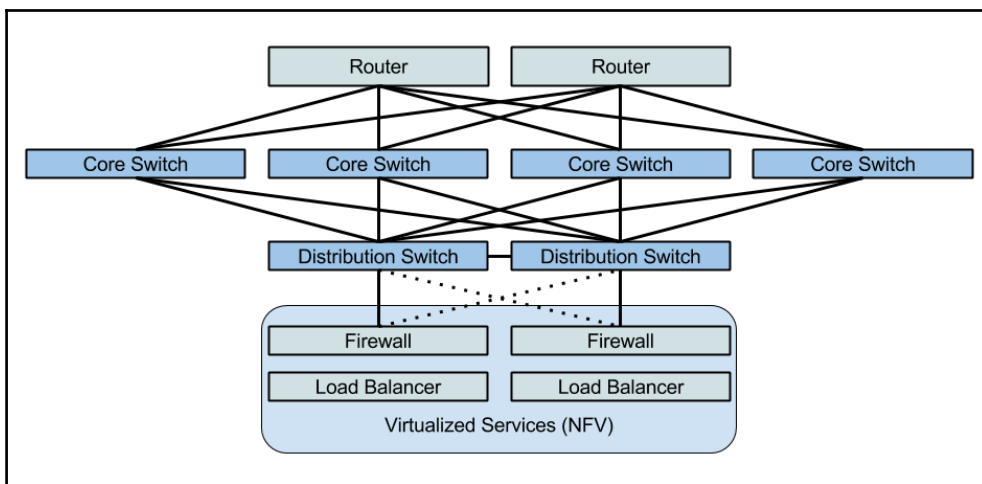 Router
Router
Core Switch
Core Switch
Core Switch
Core Switch
Distribution Switch
Distribution Switch
Firewall
Firewall
Load Balancer
Load Balancer
Virtualized Services (NFV)